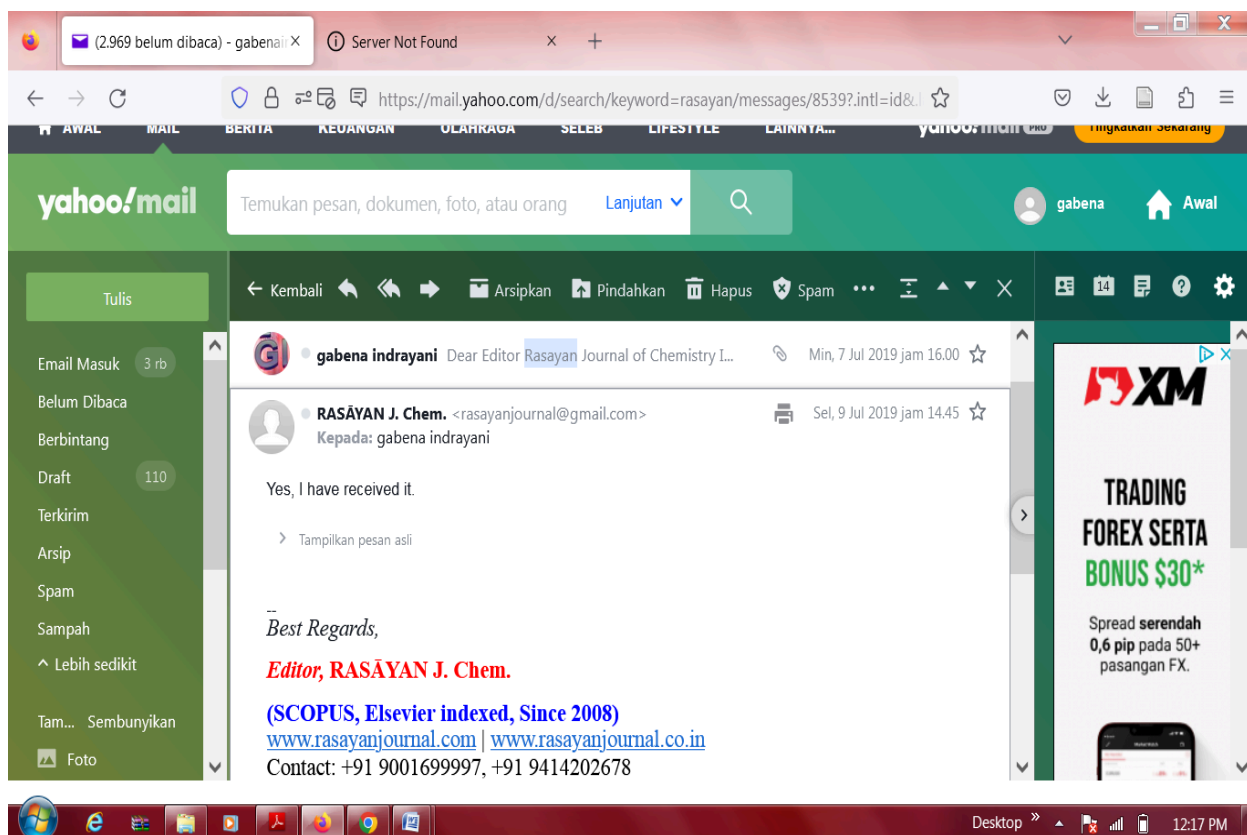 (2.969 belum dibaca) - gabenair
Server Not Found
https://mail.yahoo.com/d/search/keyword=rasayan/messages/8539?.intl=id&.l
AWAL MAIL BERITA KEUANGAN OLAHRAGA SELEB LIFESTYLE LAINNYA... yahoo!mail PRO Tingkatkan Sekarang
yahoo!mail
Temukan pesan, dokumen, foto, atau orang Lanjutan
gabena Awal
Tulis
Kembali Arsipkan Pindahkan Hapus Spam
14
Email Masuk 3 rb
Belum Dibaca
Berbintang
Draft 110
Terkirim
Arsip
Spam
Sampah
Lebih sedikit
Tam... Sembunyikan
Foto
gabena indrayani Dear Editor Rasayan Journal of Chemistry I... Min, 7 Jul 2019 jam 16.00
RASĀYAN J. Chem. <rasayanjournal@gmail.com> Sel, 9 Jul 2019 jam 14.45
Kepada: gabena indrayani
Yes, I have received it.
Tampilkan pesan asli
--
Best Regards,
Editor, RASĀYAN J. Chem.
(SCOPUS, Elsevier indexed, Since 2008)
www.rasayanjournal.com | www.rasayanjournal.co.in
Contact: +91 9001699997, +91 9414202678
XM
TRADING
FOREX SERTA
BONUS $30*
Spread serendah
0,6 pip pada 50+
pasangan FX.
Desktop » 12:17 PM